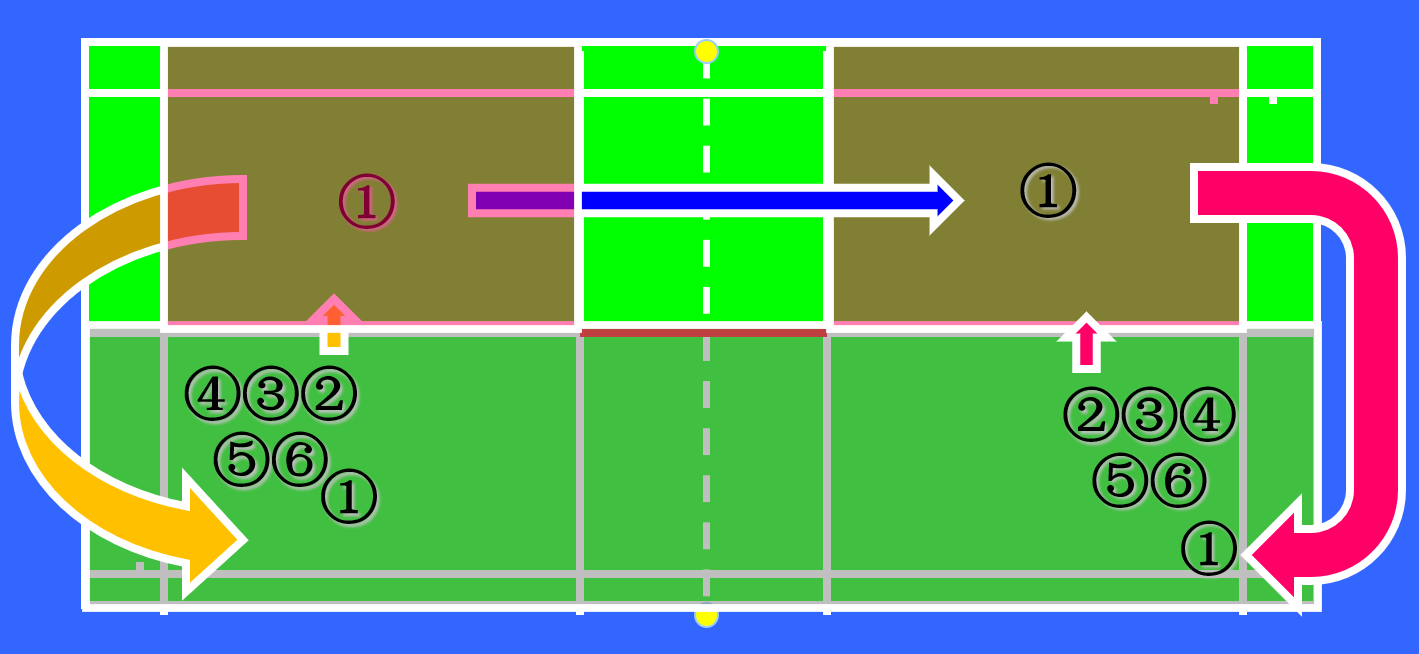 ① ①
④③② ②③④
⑤⑥ ⑤⑥
① ①